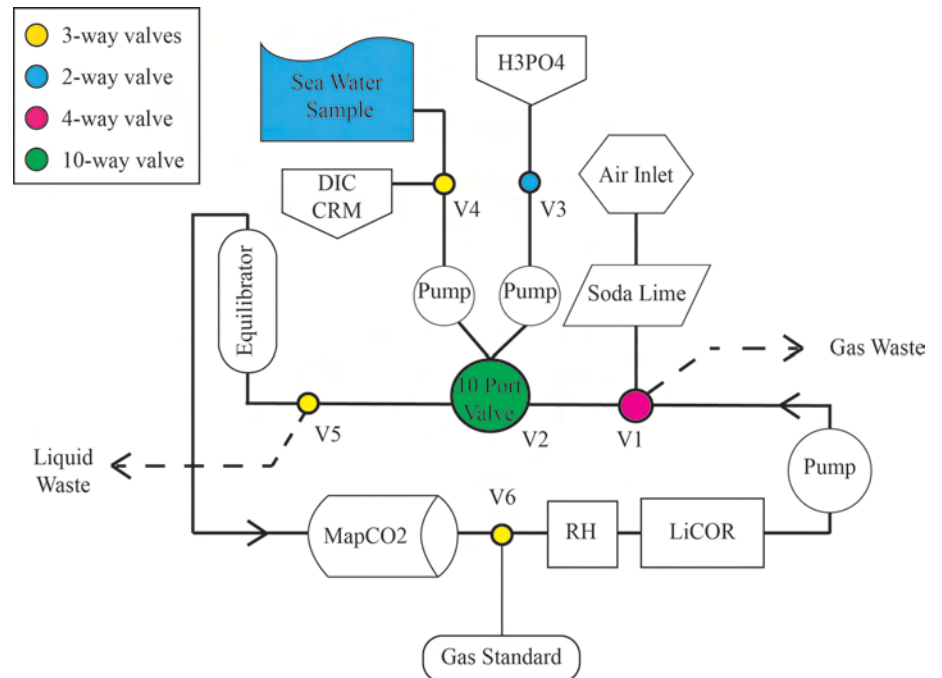 3-way valves
2-way valve
4-way valve
10-way valve
Sea Water
Sample
H3PO4
DIC
CRM
V4
V3
Air Inlet
Equilibrator
Pump
Pump
Soda Lime
Gas Waste
10 Port
Valve
V5
V2
V1
Liquid
Waste
Pump
V6
MapCO2
RH
LiCOR
Gas Standard